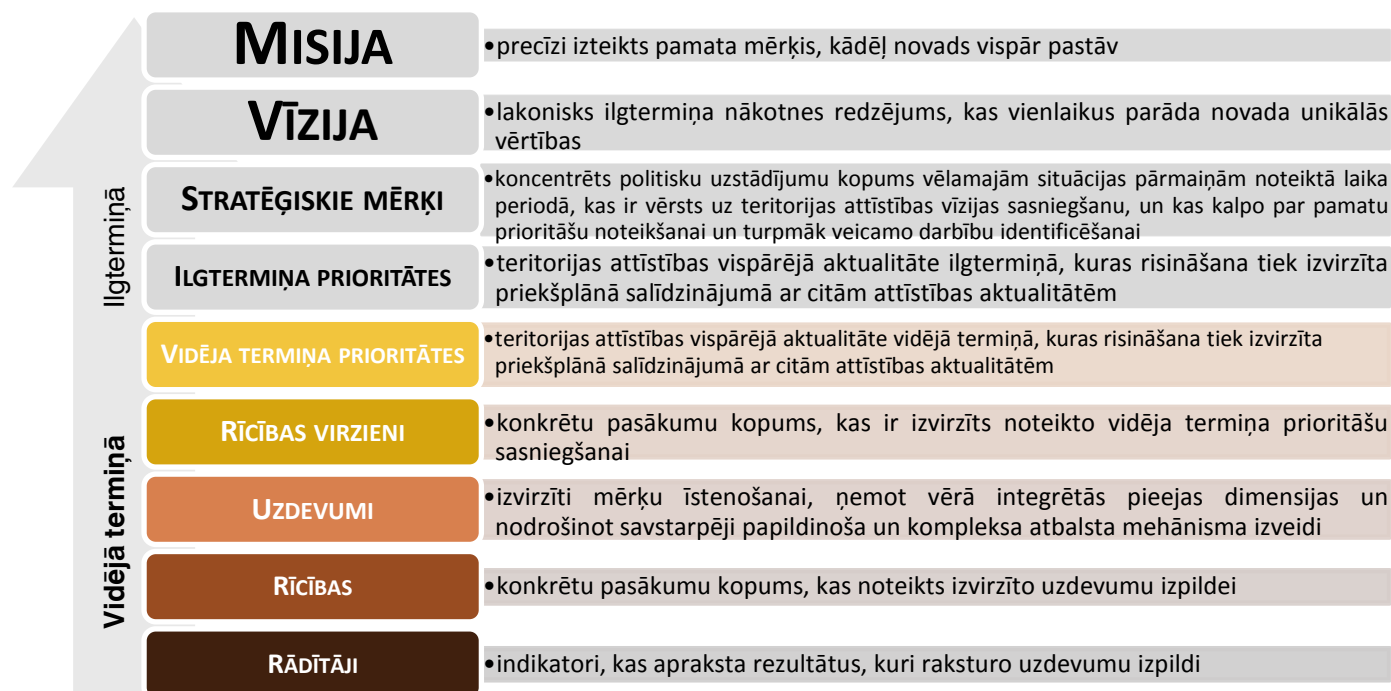 MISIJA
•precīzi izteikts pamata mērķis, kādēļ novads vispār pastāv
VĪZIJA
•lakonisks ilgtermiņa nākotnes redzējums, kas vienlaikus parāda novada unikālās
vērtības
STRATĒĢISKIE MĒRĶI
•koncentrēts politisku uzstādījumu kopums vēlamajām situācijas pārmaiņām noteiktā laika
periodā, kas ir vērsts uz teritorijas attīstības vīzijas sasniegšanu, un kas kalpo par pamatu
prioritāšu noteikšanai un turpmāk veicamo darbību identificēšanai
ILGTERMIŅA PRIORITĀTES
•teritorijas attīstības vispārējā aktualitāte ilgtermiņā, kuras risināšana tiek izvirzīta
priekšplānā salīdzinājumā ar citām attīstības aktualitātēm
Ilgtermiņā
VIDĒJA TERMIŅA PRIORITĀTES
•teritorijas attīstības vispārējā aktualitāte vidējā termiņā, kuras risināšana tiek izvirzīta
priekšplānā salīdzinājumā ar citām attīstības aktualitātēm
RĪCĪBAS VIRZIENI
•konkrētu pasākumu kopums, kas ir izvirzīts noteikto vidēja termiņa prioritāšu
sasniegšanai
UZDEVUMI
•izvirzīti mērķu īstenošanai, ņemot vērā integrētās pieejas dimensijas un
nodrošinot savstarpēji papildinoša un kompleksa atbalsta mehānisma izveidi
RĪCĪBAS
•konkrētu pasākumu kopums, kas noteikts izvirzīto uzdevumu izpildei
RĀDĪTĀJI
•indikatori, kas apraksta rezultātus, kuri raksturo uzdevumu izpildi
Vidējā termiņā